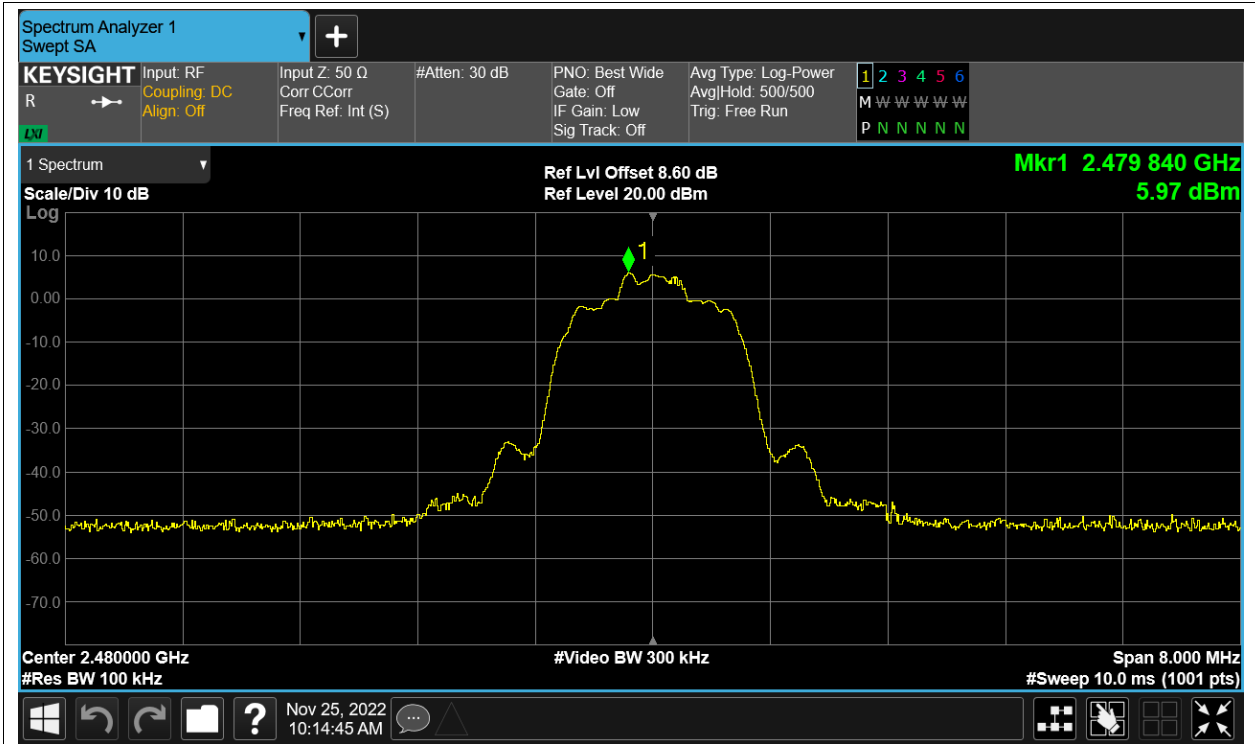 Spectrum Analyzer 1
Swept SA
+
KEYSIGHT
R
LXI
Input: RF
Coupling: DC
Align: Off
Input Z: 50 Ω
Corr CCorr
Freq Ref: Int (S)
#Atten: 30 dB
PNO: Best Wide
Gate: Off
IF Gain: Low
Sig Track: Off
Avg Type: Log-Power
Avg|Hold: 500/500
Trig: Free Run
1 2 3 4 5 6
M W W W W W
P N N N N N
1 Spectrum
Scale/Div 10 dB
Log
Ref Lvl Offset 8.60 dB
Ref Level 20.00 dBm
Mkr1 2.479 840 GHz
5.97 dBm
1
10.0
0.00
-10.0
-20.0
-30.0
-40.0
-50.0
-60.0
-70.0
Center 2.480000 GHz
#Res BW 100 kHz
#Video BW 300 kHz
Span 8.000 MHz
#Sweep 10.0 ms (1001 pts)
?
Nov 25, 2022
10:14:45 AM